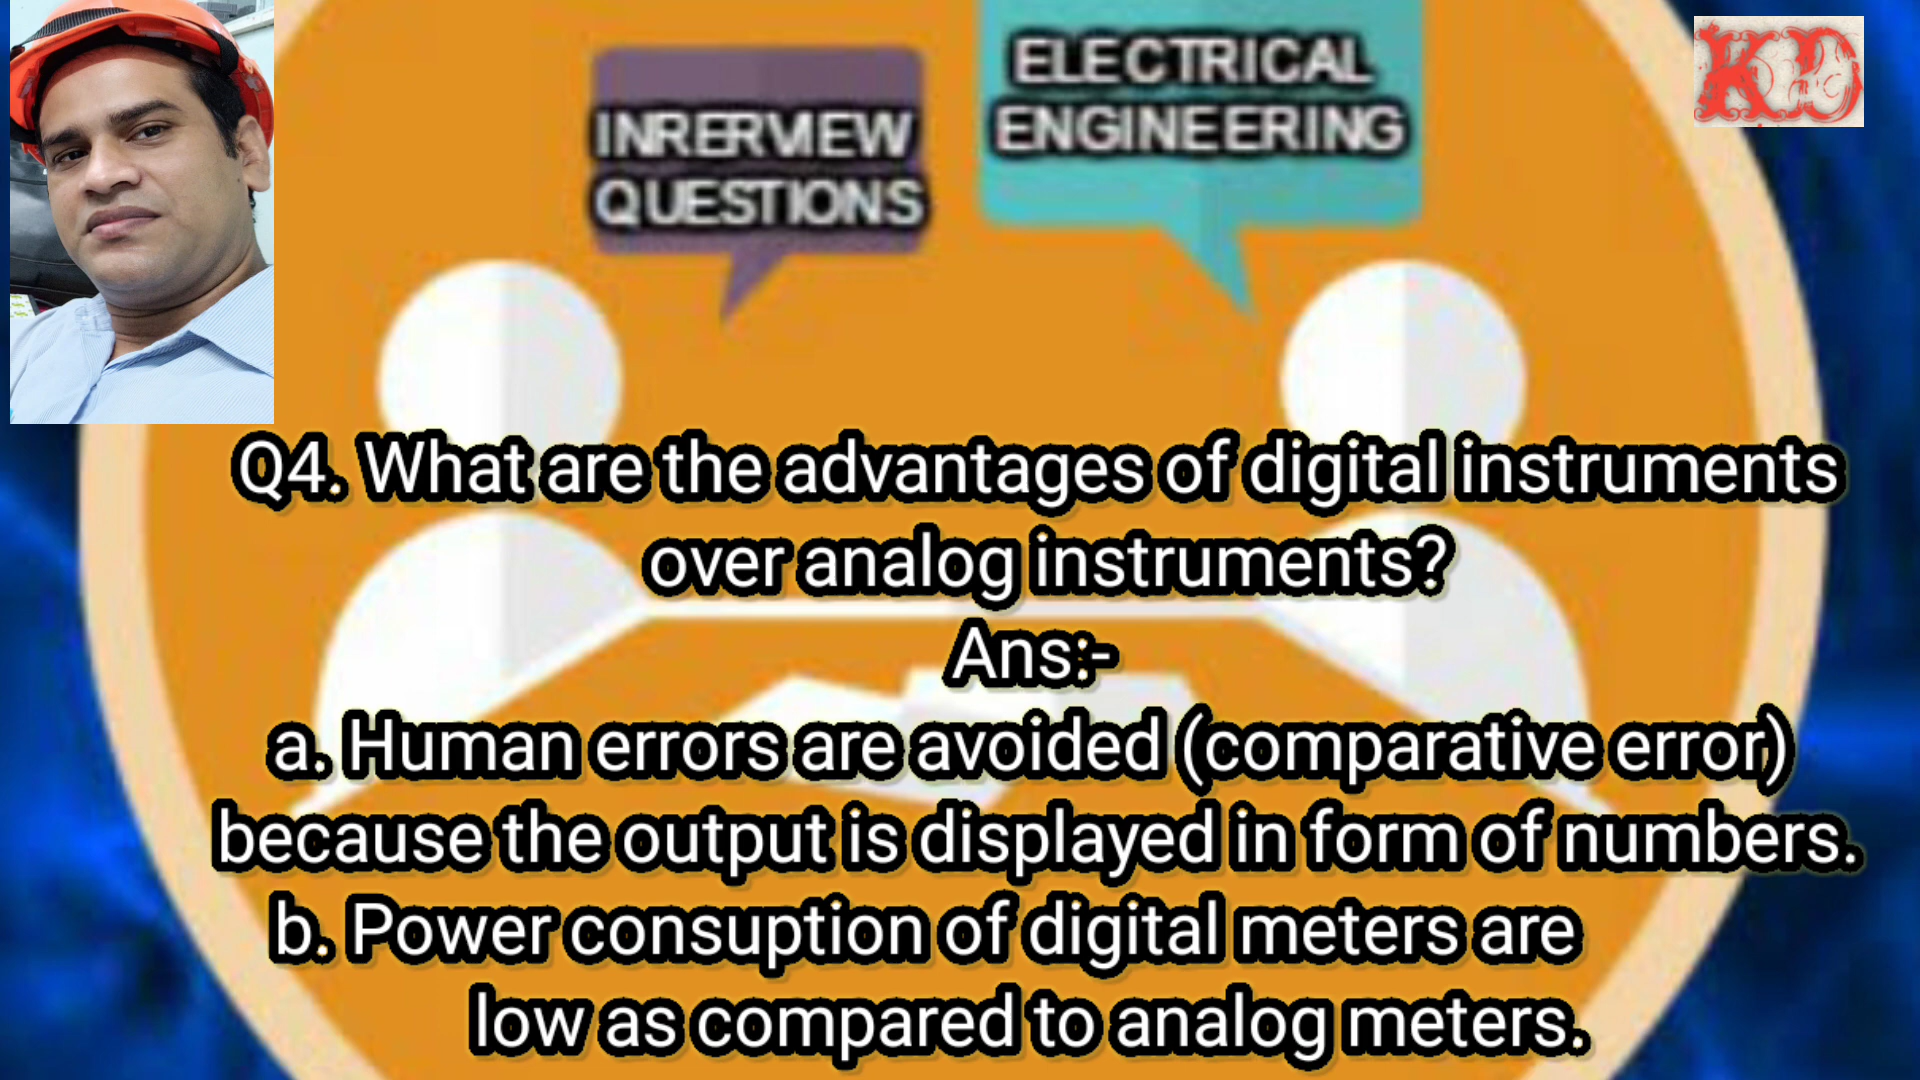 INRERVIEW
QUESTIONS
ELECTRICAL
ENGINEERING
KD
Q4. What are the advantages of digital instruments
over analog instruments?
Ans:-
a. Human errors are avoided (comparative error)
because the output is displayed in form of numbers.
b. Power consuption of digital meters are
low as compared to analog meters.